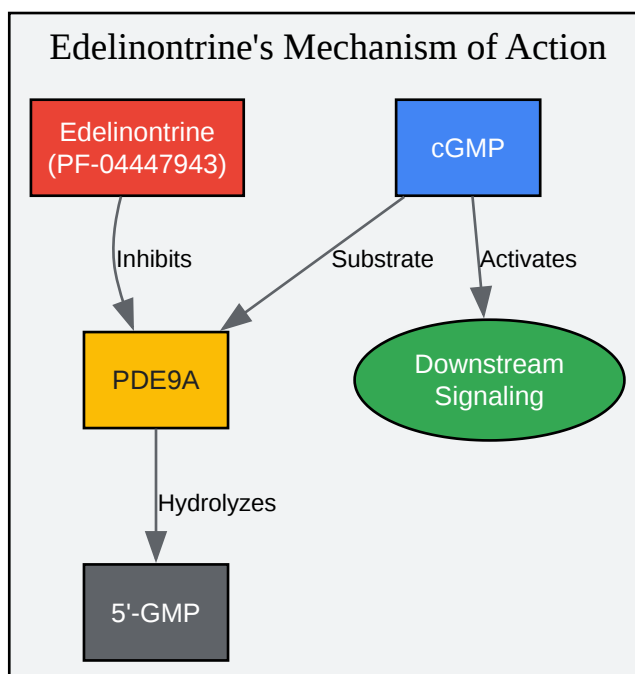 Edelinontrine's Mechanism of Action
Edelinontrine
(PF-04447943)
cGMP
Inhibits
Substrate
Activates
PDE9A
Downstream
Signaling
Hydrolyzes
5'-GMP